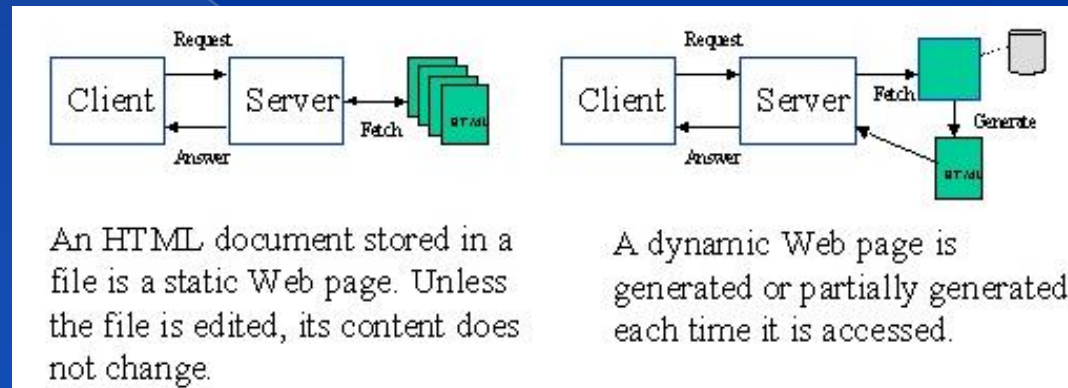 Request
Client
Server
Fetch
HTML
Answer
An HTML document stored in a
file is a static Web page. Unless
the file is edited, its content does
not change.
Request
Client
Server
Fetch
Generate
HTML
Answer
A dynamic Web page is
generated or partially generated
each time it is accessed.